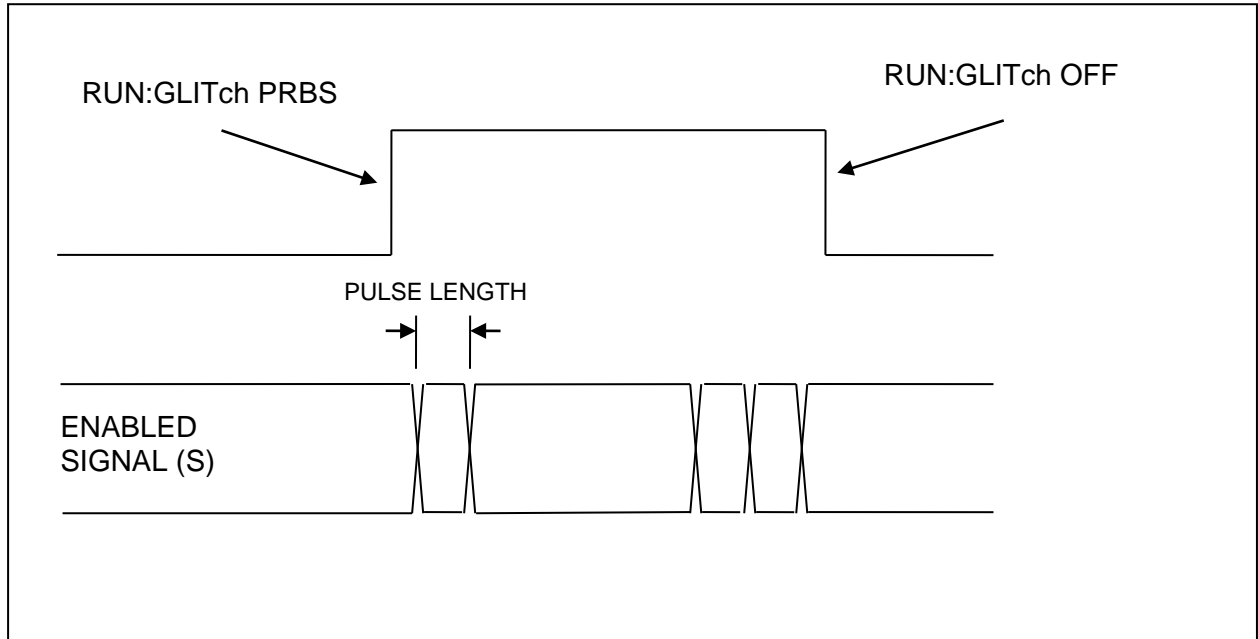 RUN:GLITch PRBS
RUN:GLITch OFF
PULSE LENGTH
ENABLED
SIGNAL (S)